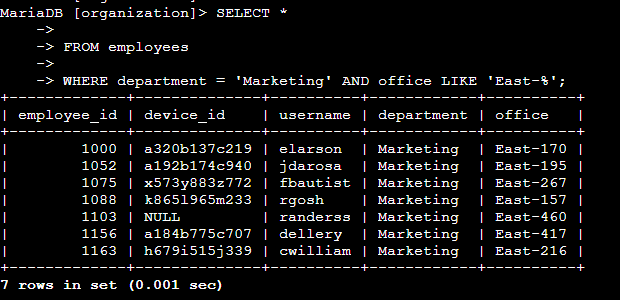 MariaDB [organization]> SELECT *
    ->
    -> FROM employees
    ->
    -> WHERE department = 'Marketing' AND office LIKE 'East-%';
+-------------+--------------+----------+------------+----------+
| employee_id | device_id    | username | department | office   |
+-------------+--------------+----------+------------+----------+
|        1000 | a320b137c219 | elarson  | Marketing  | East-170 |
|        1052 | a192b174c940 | jdarosa  | Marketing  | East-195 |
|        1075 | x573y883z772 | fbautist | Marketing  | East-267 |
|        1088 | k865l965m233 | rgosh    | Marketing  | East-157 |
|        1103 | NULL         | randerss | Marketing  | East-460 |
|        1156 | a184b775c707 | dellery  | Marketing  | East-417 |
|        1163 | h679i515j339 | cwilliam | Marketing  | East-216 |
+-------------+--------------+----------+------------+----------+
7 rows in set (0.001 sec)